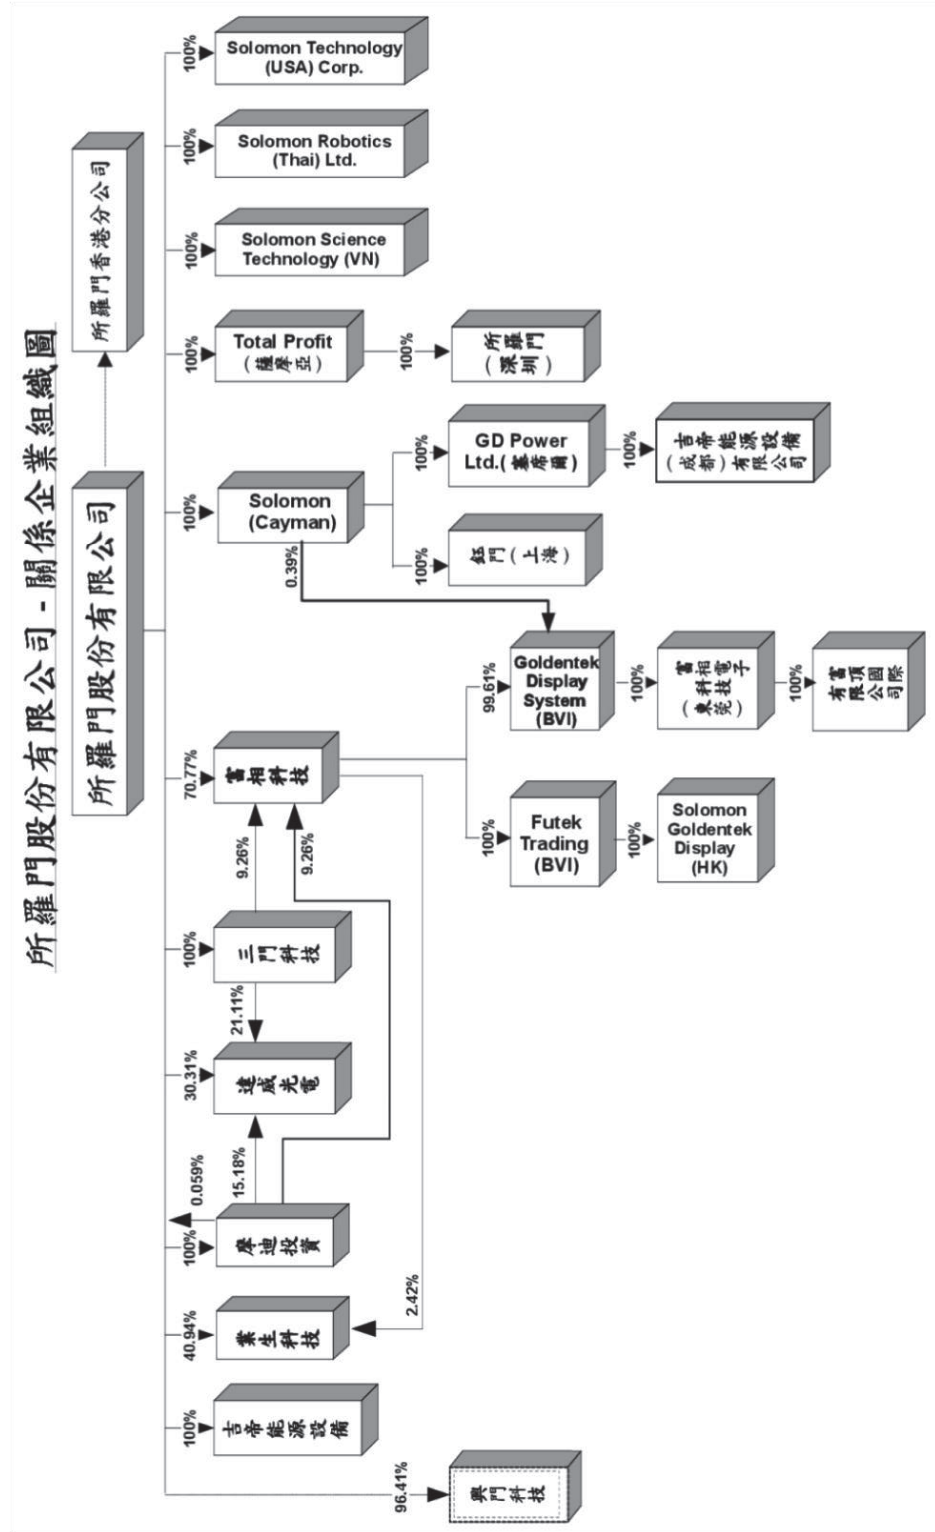 所羅門股份有限公司 - 關係企業組織圖
所羅門股份有限公司
所羅門香港分公司
96.41%
興門科技
100%
吉帝能源設備
40.94%
業生科技
2.42%
100%
0.059%
摩迪投資
15.18%
30.31%
達威光電
21.11%
100%
三門科技
9.26%
9.26%
70.77%
富相科技
100%
Futek
Trading
(BVI)
100%
Solomon
Goldentek
Display
(HK)
99.61%
Goldentek
Display
System
(BVI)
100%
富相電子
科技
（東莞）
100%
富頂國際
有限公司
0.39%
100%
Solomon
(Cayman)
100%
鈺門（上海）
100%
GD Power
Ltd.(塞席爾)
100%
吉帝能源設備
（成都）有限公司
100%
Total Profit
（薩摩亞）
100%
所羅門
（深圳）
100%
Solomon Science
Technology (VN)
100%
Solomon Robotics
(Thai) Ltd.
100%
Solomon Technology
(USA) Corp.